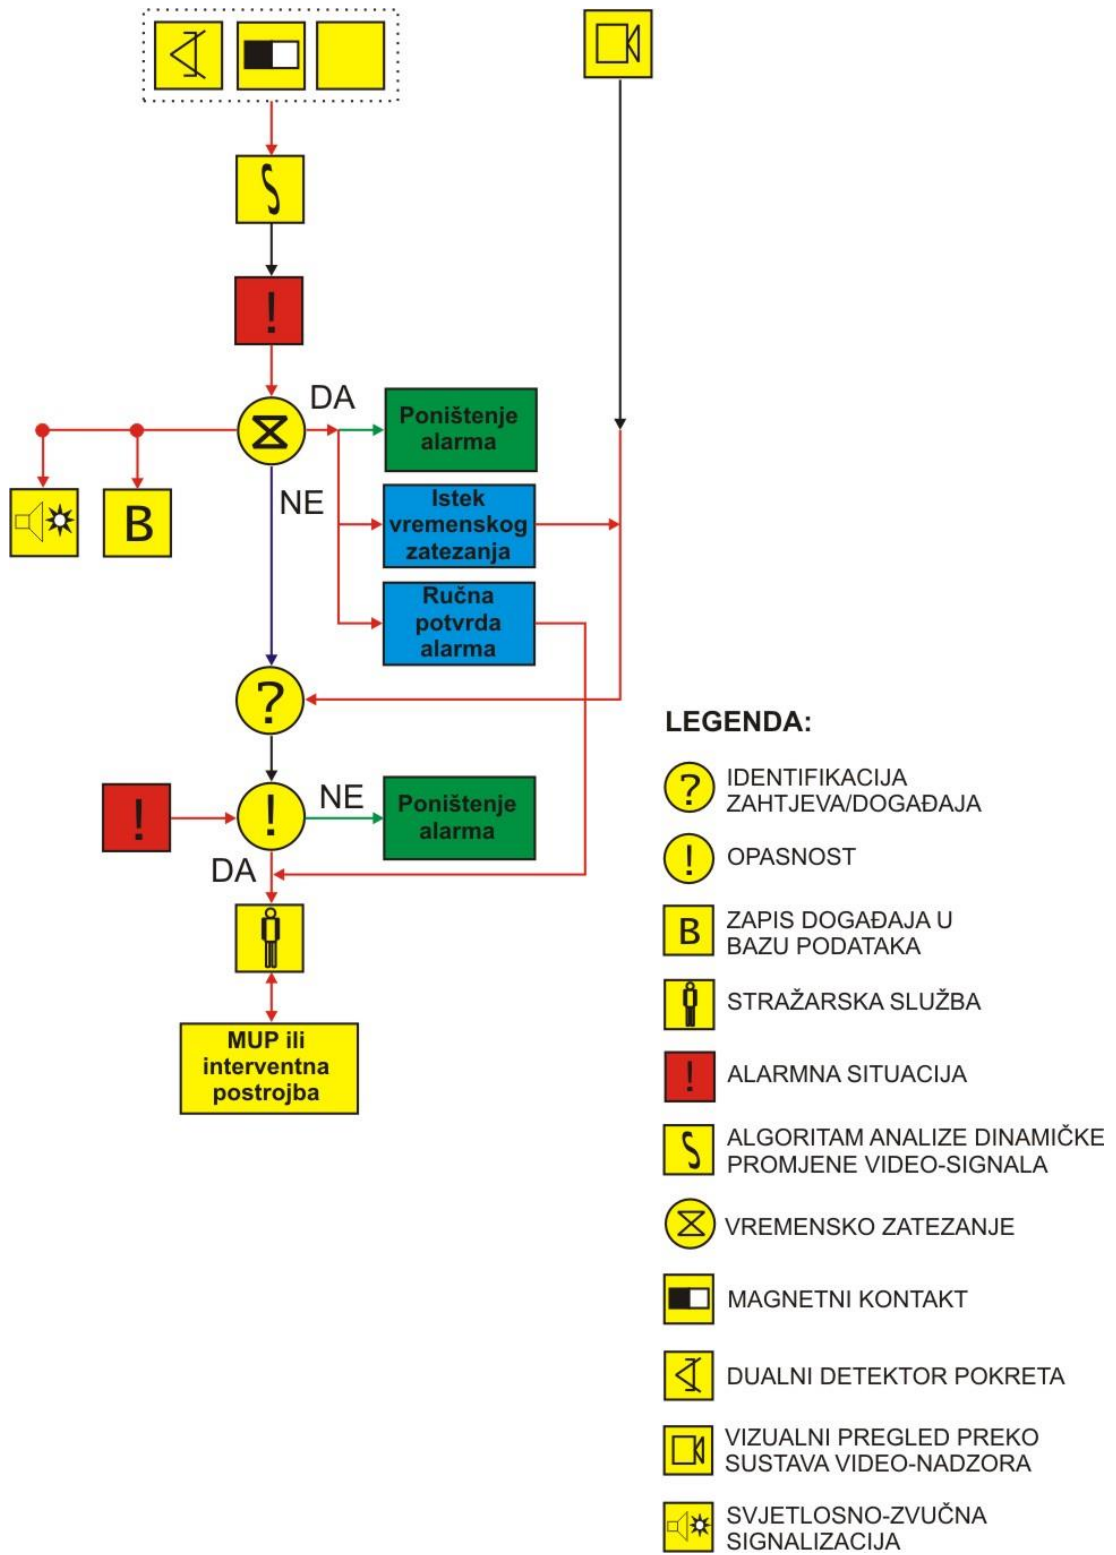 !
DA
Poništenje
alarma
NE
Istek
vremenskog
zatezanja
B
Ručna
potvrda
alarma
?
!
!
NE
Poništenje
alarma
DA
MUP ili
interventna
postrojba
LEGENDA:
?
IDENTIFIKACIJA
ZAHTJEVA/DOGAĐAJA
!
OPASNOST
B
ZAPIS DOGAĐAJA U
BAZU PODATAKA
STRAŽARSKA SLUŽBA
!
ALARMNA SITUACIJA
ALGORITAM ANALIZE DINAMIČKE
PROMJENE VIDEO-SIGNALA
VREMENSKO ZATEZANJE
MAGNETNI KONTAKT
DUALNI DETEKTOR POKRETA
VIZUALNI PREGLED PREKO
SUSTAVA VIDEO-NADZORA
SVJETLOSNO-ZVUČNA
SIGNALIZACIJA